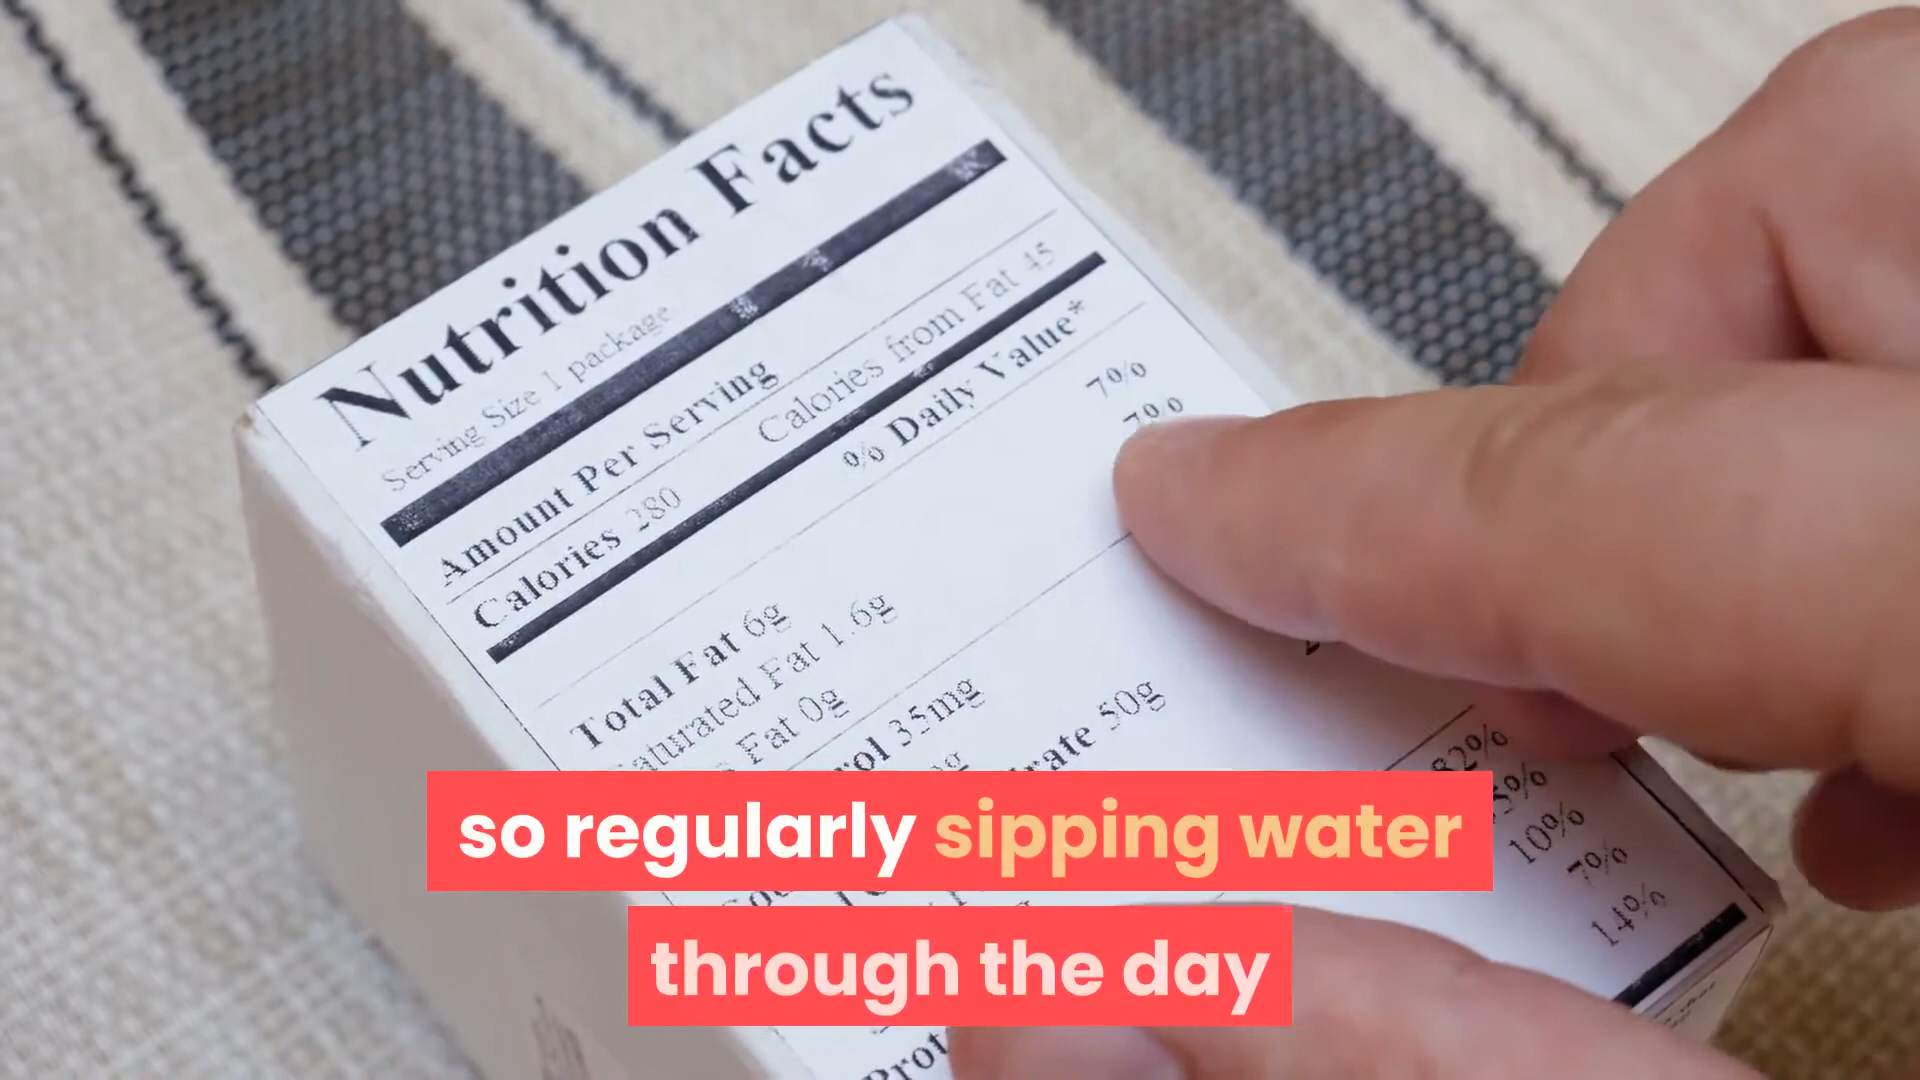 Nutrition Facts
Serving Size 1 package
Amount Per Serving
Calories 280 Calories from Fat 45
% Daily Value*
Total Fat 6g 7%
Saturated Fat 1.6g 7%
Fat 0g
35mg
50g
82%
10%
7%
14%
so regularly sipping water
through the day